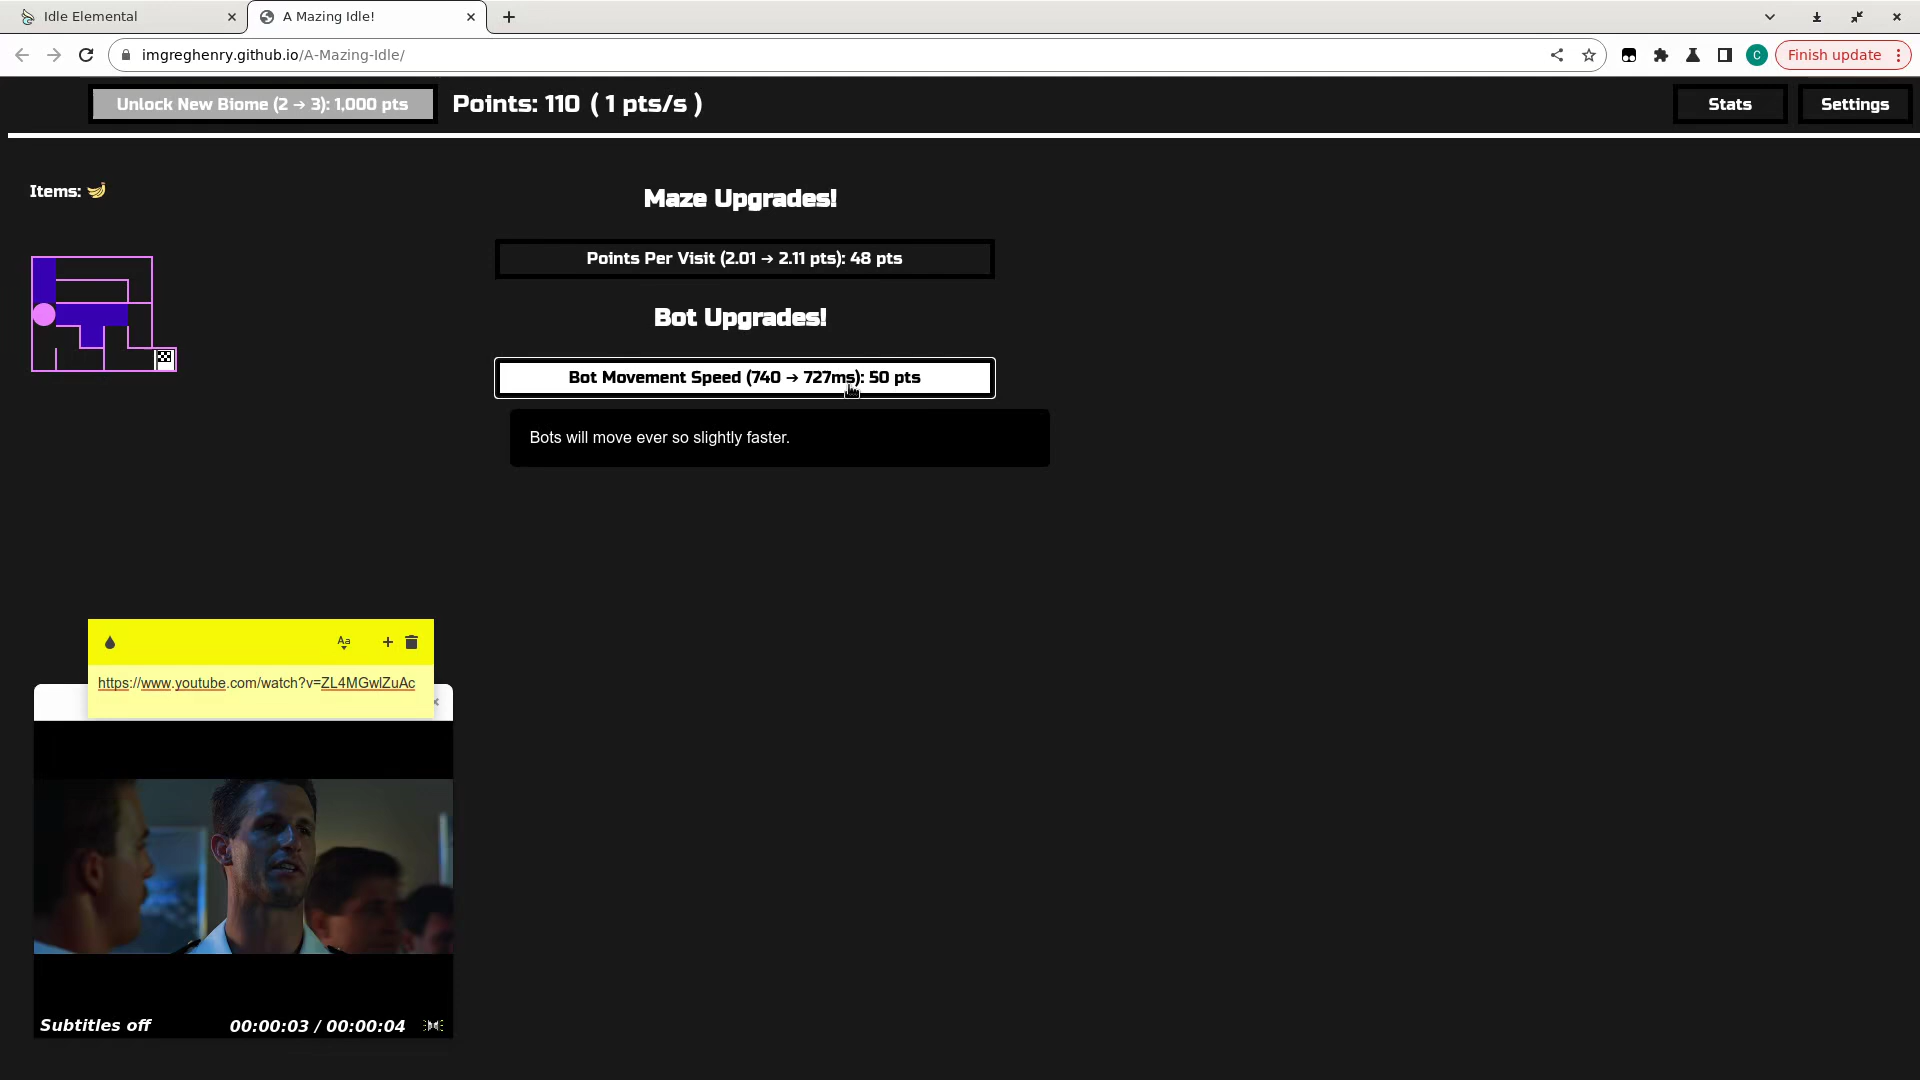 Idle Elemental
A Mazing Idle!
imgreghenry.github.io/A-Mazing-Idle/
C
Finish update
Unlock New Biome (2 → 3): 1,000 pts
Points: 110 ( 1 pts/s )
Stats
Settings
Items:
Maze Upgrades!
Points Per Visit (2.01 → 2.11 pts): 48 pts
Bot Upgrades!
Bot Movement Speed (740 → 727ms): 50 pts
Bots will move ever so slightly faster.
Aa
https://www.youtube.com/watch?v=ZL4MGwlZuAc
Subtitles off
00:00:03 / 00:00:04